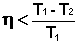 η < (T₁ - T₂) / T₁